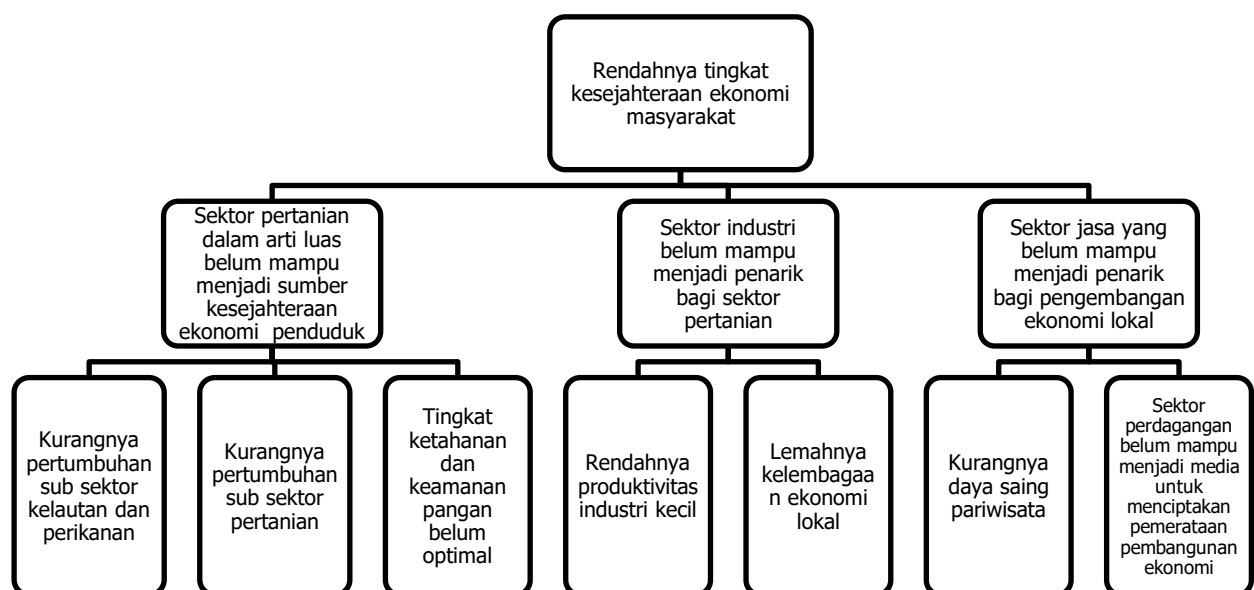 Rendahnya tingkat
kesejahteraan ekonomi
masyarakat
Sektor pertanian
dalam arti luas
belum mampu
menjadi sumber
kesejahteraan
ekonomi  penduduk
Sektor industri
belum mampu
menjadi penarik
bagi sektor
pertanian
Sektor jasa yang
belum mampu
menjadi penarik
bagi pengembangan
ekonomi lokal
Kurangnya
pertumbuhan
sub sektor
kelautan dan
perikanan
Kurangnya
pertumbuhan
sub sektor
pertanian
Tingkat
ketahanan
dan
keamanan
pangan
belum
optimal
Rendahnya
produktivitas
industri kecil
Lemahnya
kelembagaa
n ekonomi
lokal
Kurangnya
daya saing
pariwisata
Sektor
perdagangan
belum mampu
menjadi media
untuk
menciptakan
pemerataan
pembangunan
ekonomi